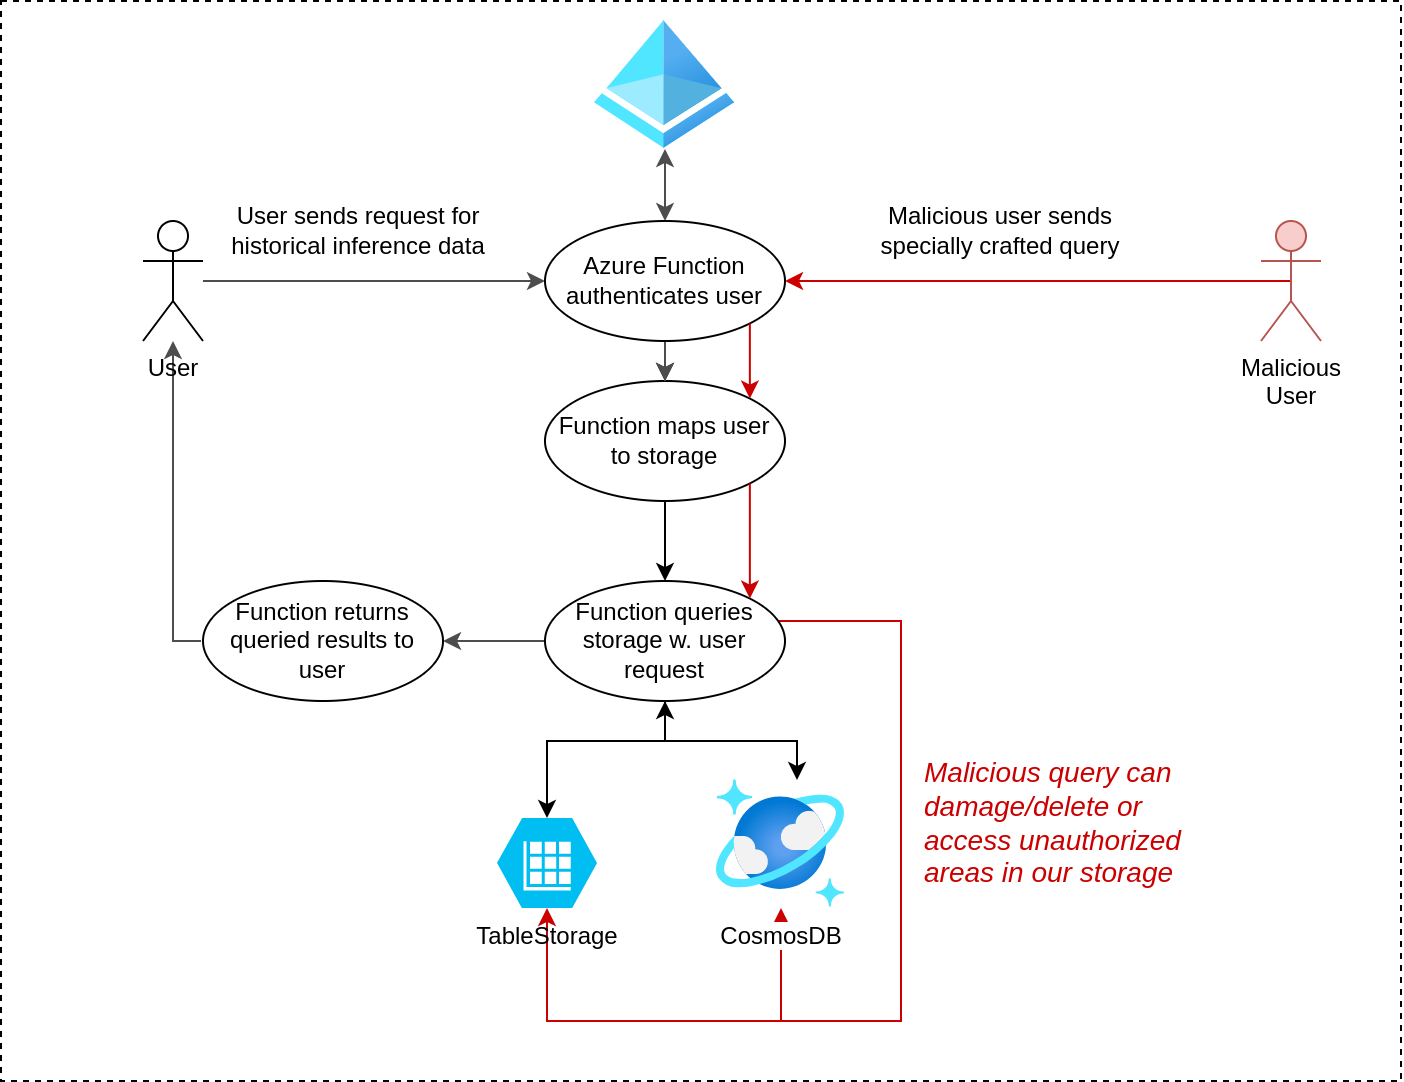 User sends request for
historical inference data
Malicious user sends
specially crafted query
Azure Function
authenticates user
User
Malicious
User
Function maps user
to storage
Function returns
queried results to
user
Function queries
storage w. user
request
Malicious query can
damage/delete or
access unauthorized
areas in our storage
TableStorage
CosmosDB